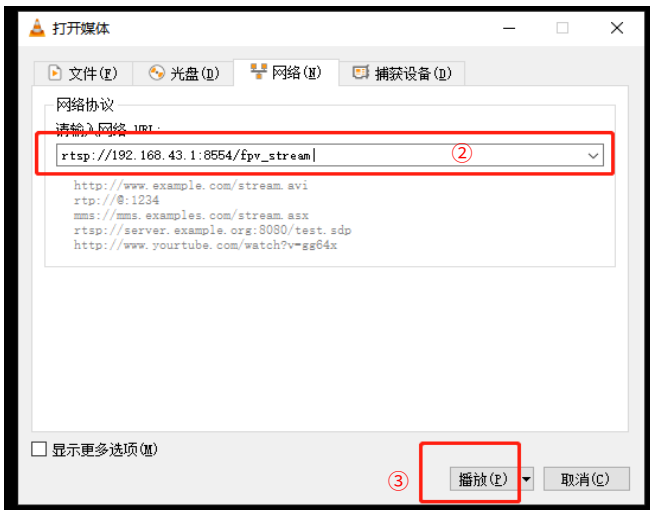 打开媒体
文件(F) 光盘(D) 网络(N) 捕获设备(D)
网络协议
请输入网络 URL:
rtsp://192.168.43.1:8554/fpv_stream ②
http://www.example.com/stream.avi
rtp://@:1234
mms://mms.examples.com/stream.asx
rtsp://server.example.org:8080/test.sdp
http://www.yourtube.com/watch?v=gg64x
显示更多选项(M)
③ 播放(P) 取消(C)